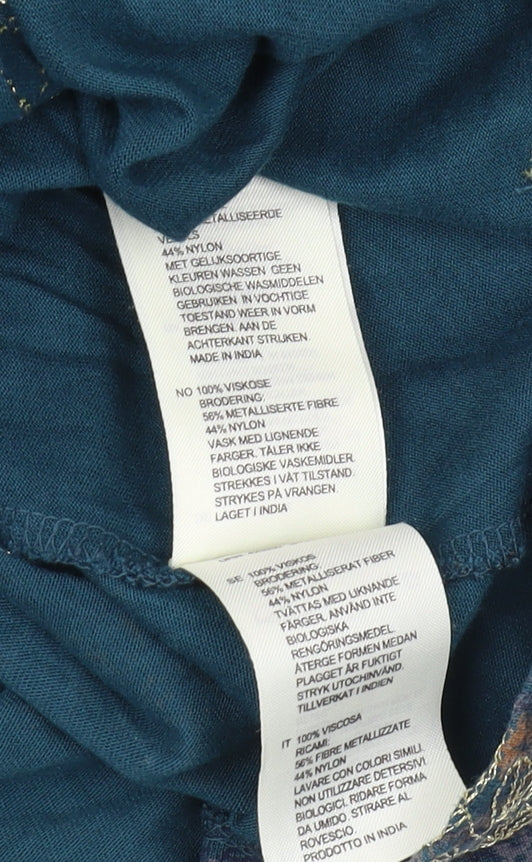 44% NYLON
MET GELIJKSOORTIGE
KLEUREN WASSEN GEEN
BIOLOGISCHE WASMIDDELEN
GEBRUIKEN IN VOCHTIGE
TOESTAND WEER IN VORM
BRENGEN. AAN DE
ACHTERKANT STRIJKEN
MADE IN INDIA
NO 100% VISKOSE
BRODERING:
56% METALLISERTE FIBRE
44% NYLON
VASK MED LIGNENDE
FARGER. TÅLER IKKE
BIOLOGISKE VASKEMIDLER.
STREKKES I VÅT TILSTAND.
STRYKES PÅ VRANGEN.
LAGET I INDIA
SE 100% VISKOS
BRODERING:
56% METALLISERAT FIBER
44% NYLON
TVÄTTAS MED LIKNANDE
FÄRGER. ANVÄND INTE
BIOLOGISKA
RENGÖRINGSMEDEL.
ÅTERGE FORMEN MEDAN
PLAGGET ÄR FUKTIGT
STRYK UTOCHINVÄND.
TILLVERKAT I INDIEN
IT 100% VISCOSA
RICAMI:
56% FIBRE METALLIZZATE
44% NYLON
LAVARE CON COLORI SIMILI.
NON UTILIZZARE DETERSIVI
BIOLOGICI. RIDARE FORMA
DA UMIDO. STIRARE AL
ROVESCIO.
PRODOTTO IN INDIA